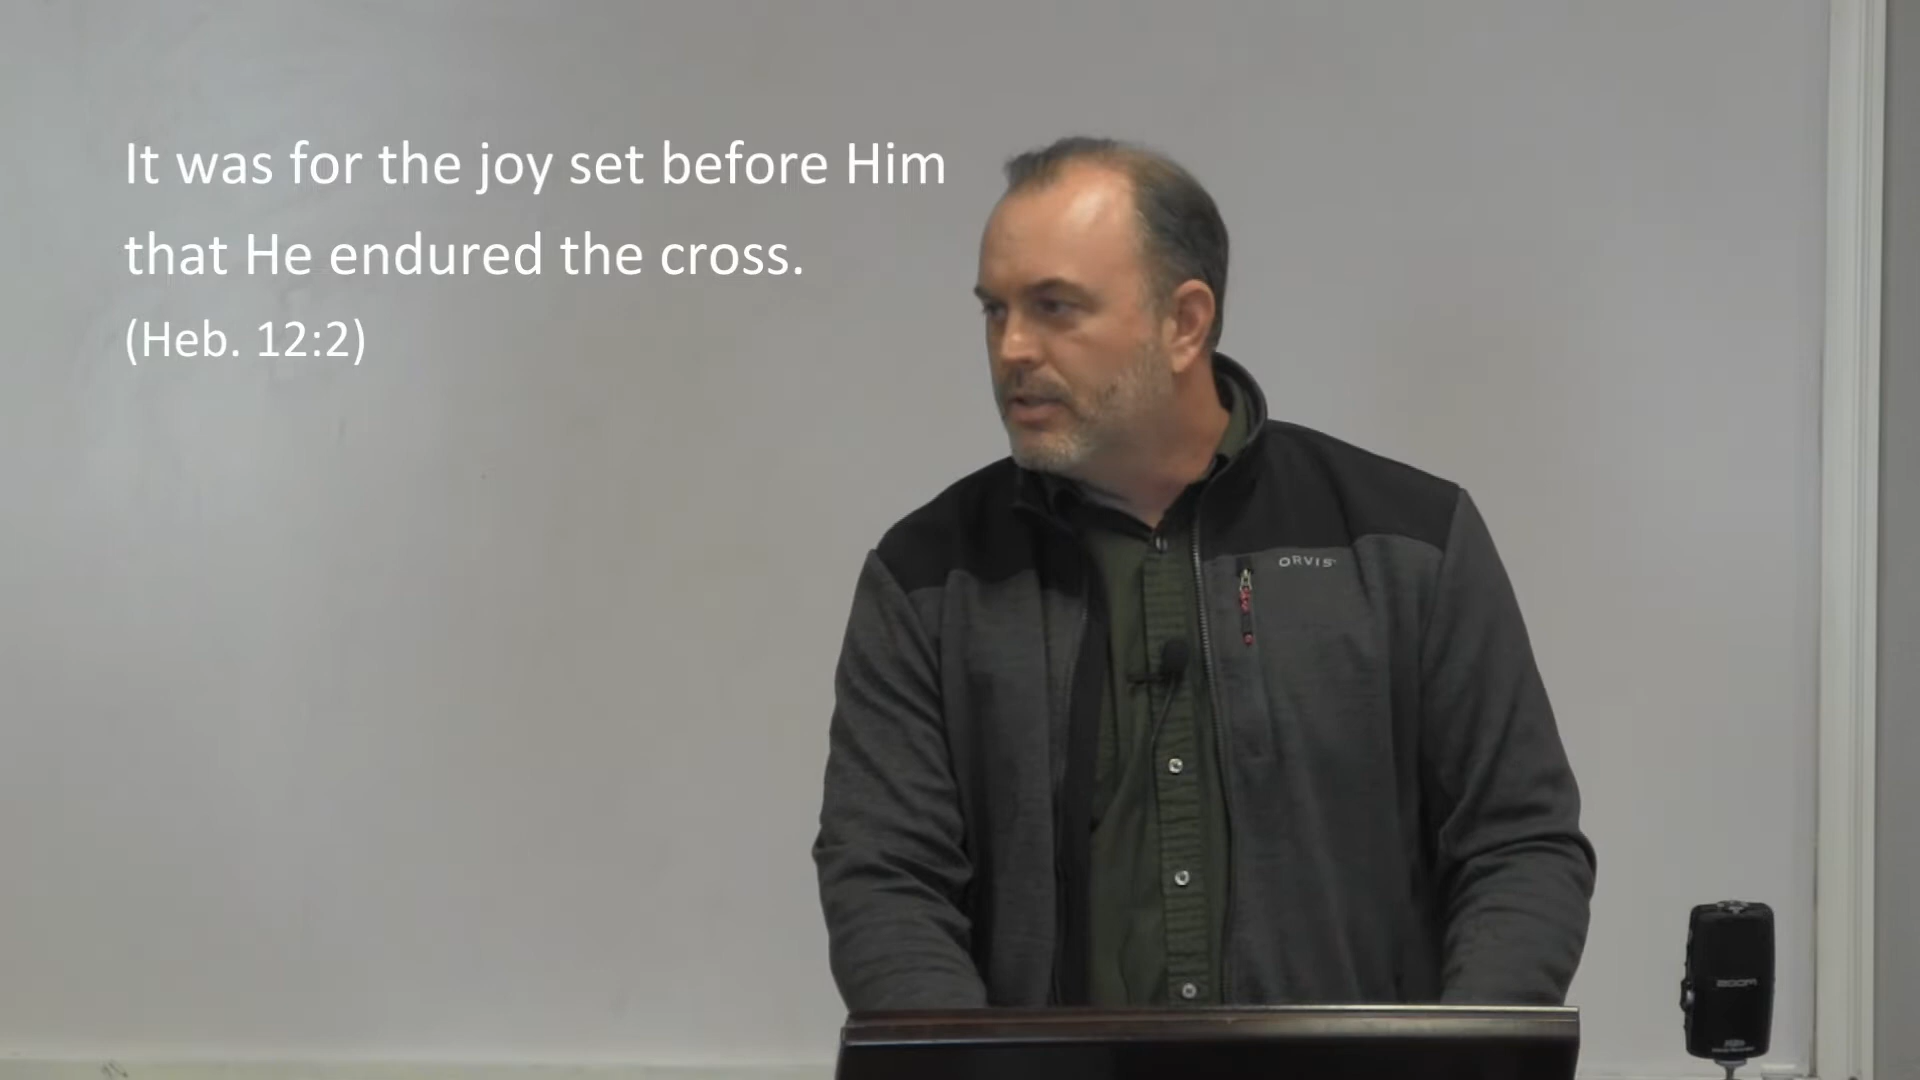 It was for the joy set before Him
that He endured the cross.
(Heb. 12:2)
ORVIS
ZOOM